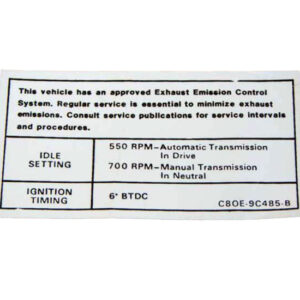 This vehicle has an approved Exhaust Emission Control
System. Regular service is essential to minimize exhaust
emissions. Consult service publications for service intervals
and procedures.
IDLE
SETTING
550 RPM-Automatic Transmission
In Drive
700 RPM-Manual Transmission
In Neutral
IGNITION
TIMING
6° BTDC
C8OE-9C485-B